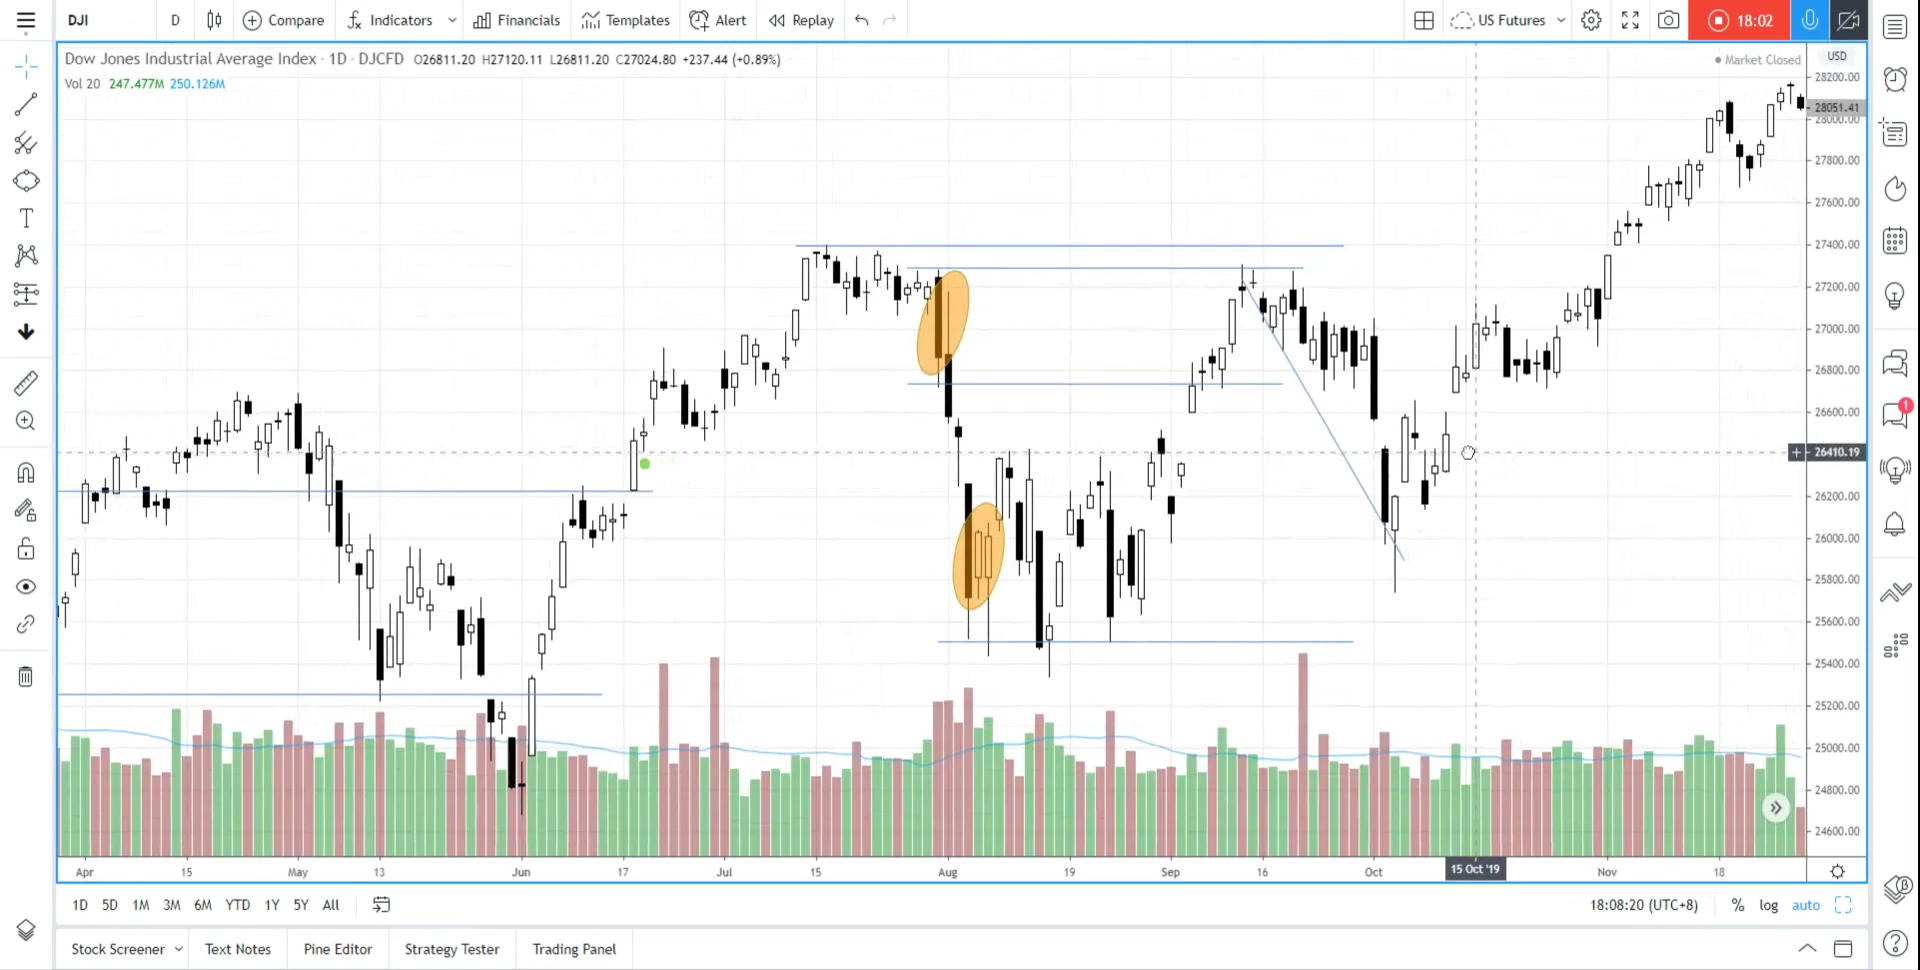 DJI D Compare Indicators Financials Templates Alert Replay US Futures 18:02
Dow Jones Industrial Average Index · 1D · DJCFD O26811.20 H27120.11 L26811.20 C27024.80 +237.44 (+0.89%)
Market Closed
USD
Vol 20 247.477M 250.126M
28200.00
28051.41
28000.00
27800.00
27600.00
27400.00
27200.00
27000.00
26800.00
26600.00
26410.19
26200.00
26000.00
25800.00
25600.00
25400.00
25200.00
25000.00
24800.00
24600.00
1
Apr 15 May 13 Jun 17 Jul 15 Aug 19 Sep 16 Oct 15 Oct '19 Nov 18
1D 5D 1M 3M 6M YTD 1Y 5Y All 18:08:20 (UTC+8) % log auto
Stock Screener Text Notes Pine Editor Strategy Tester Trading Panel